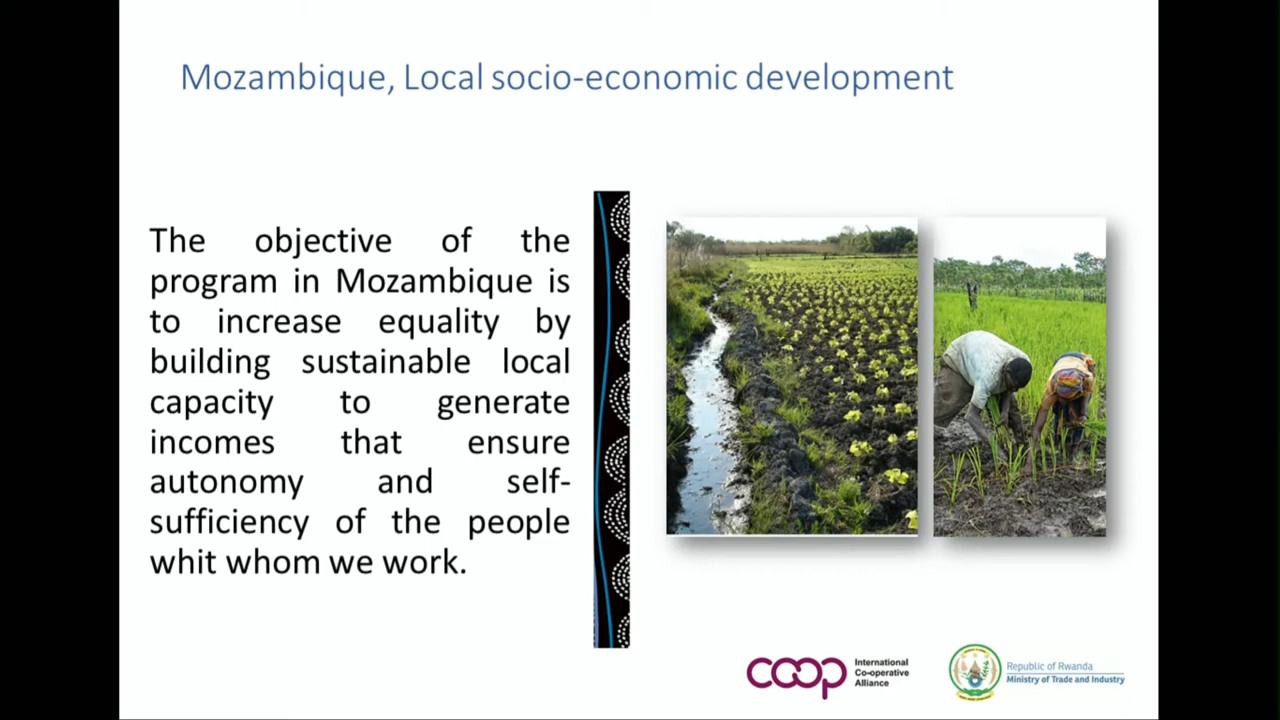 Mozambique, Local socio-economic development
The objective of the
program in Mozambique is
to increase equality by
building sustainable local
capacity to generate
incomes that ensure
autonomy and self-
sufficiency of the people
whit whom we work.
coop
International
Co-operative
Alliance
Republic of Rwanda
Ministry of Trade and Industry